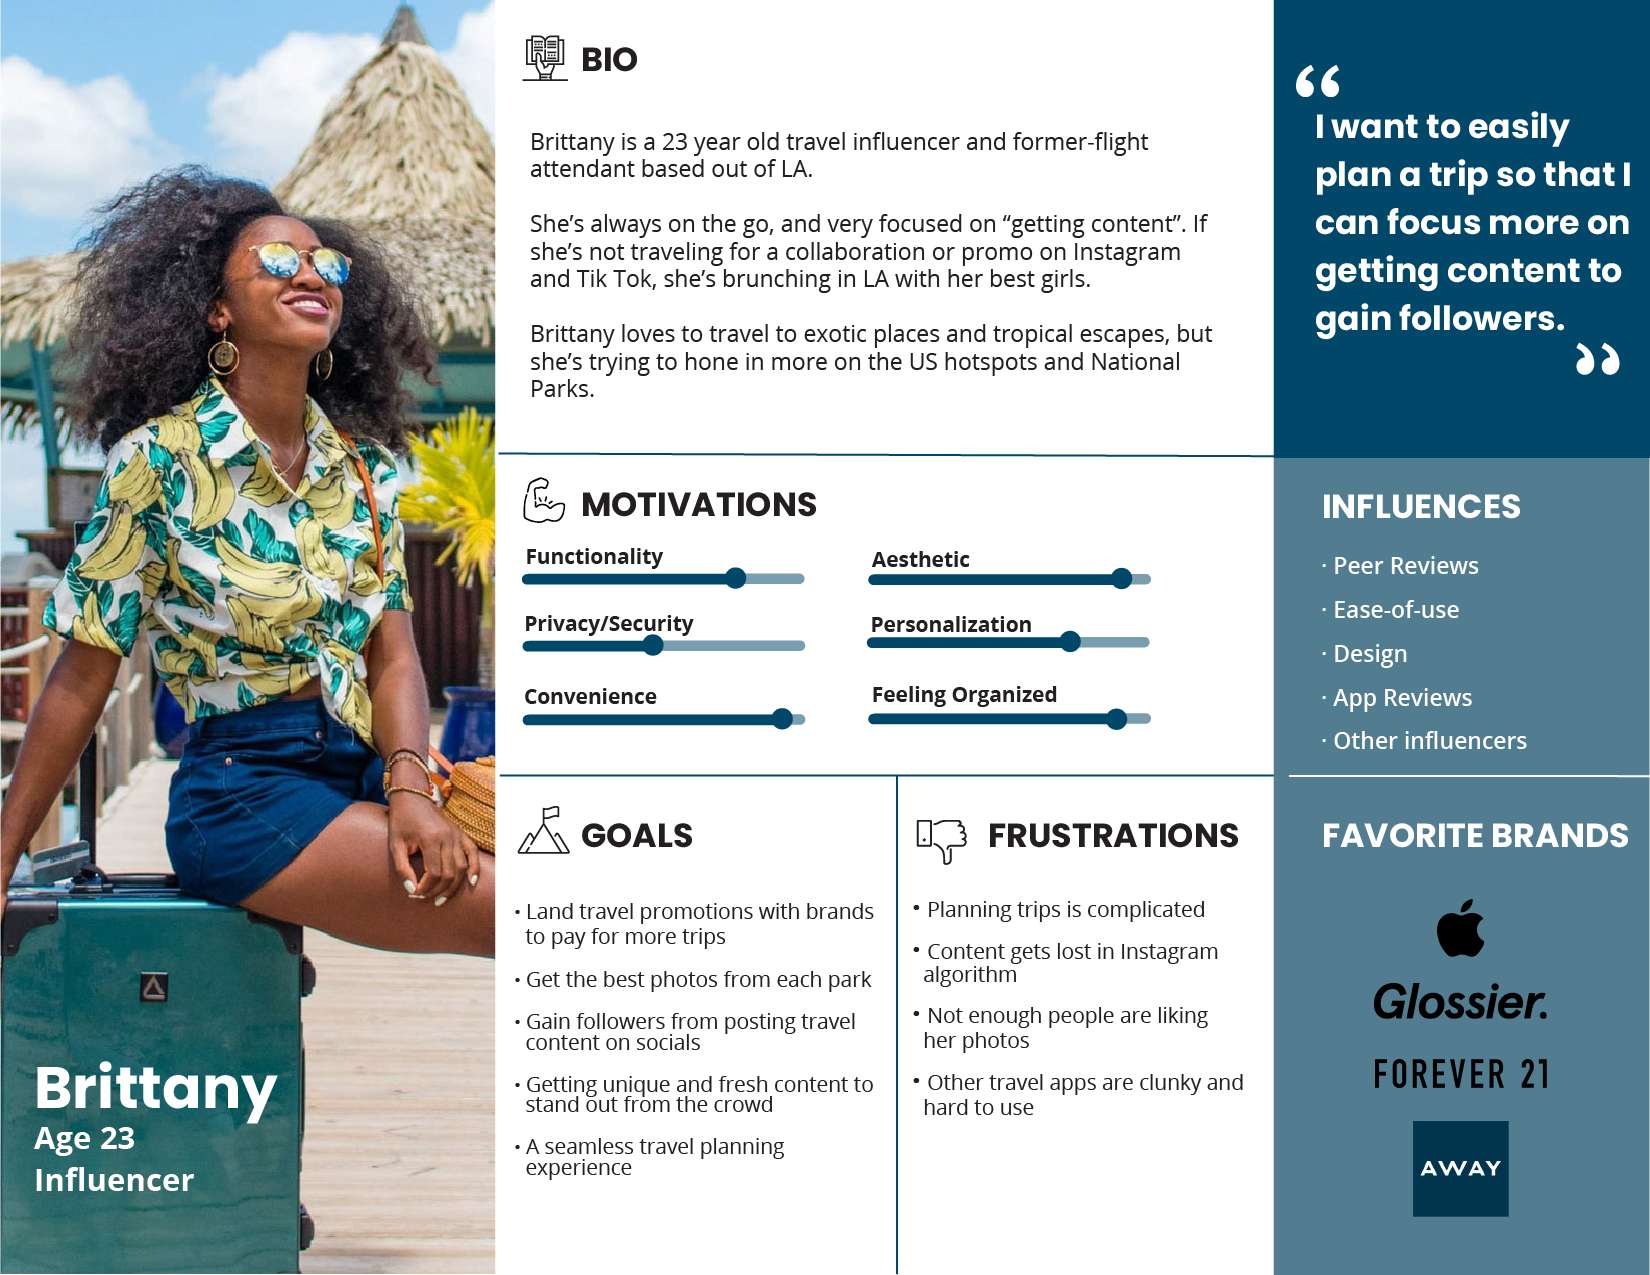 BIO
Brittany is a 23 year old travel influencer and former-flight
attendant based out of LA.
She’s always on the go, and very focused on “getting content”. If
she’s not traveling for a collaboration or promo on Instagram
and Tik Tok, she’s brunching in LA with her best girls.
Brittany loves to travel to exotic places and tropical escapes, but
she’s trying to hone in more on the US hotspots and National
Parks.
“
I want to easily
plan a trip so that I
can focus more on
getting content to
gain followers.
”
MOTIVATIONS
Functionality
Aesthetic
Privacy/Security
Personalization
Convenience
Feeling Organized
INFLUENCES
· Peer Reviews
· Ease-of-use
· Design
· App Reviews
· Other influencers
GOALS
• Land travel promotions with brands
to pay for more trips
• Get the best photos from each park
• Gain followers from posting travel
content on socials
• Getting unique and fresh content to
stand out from the crowd
• A seamless travel planning
experience
FRUSTRATIONS
• Planning trips is complicated
• Content gets lost in Instagram
algorithm
• Not enough people are liking
her photos
• Other travel apps are clunky and
hard to use
FAVORITE BRANDS
Glossier.
FOREVER 21
AWAY
Brittany
Age 23
Influencer